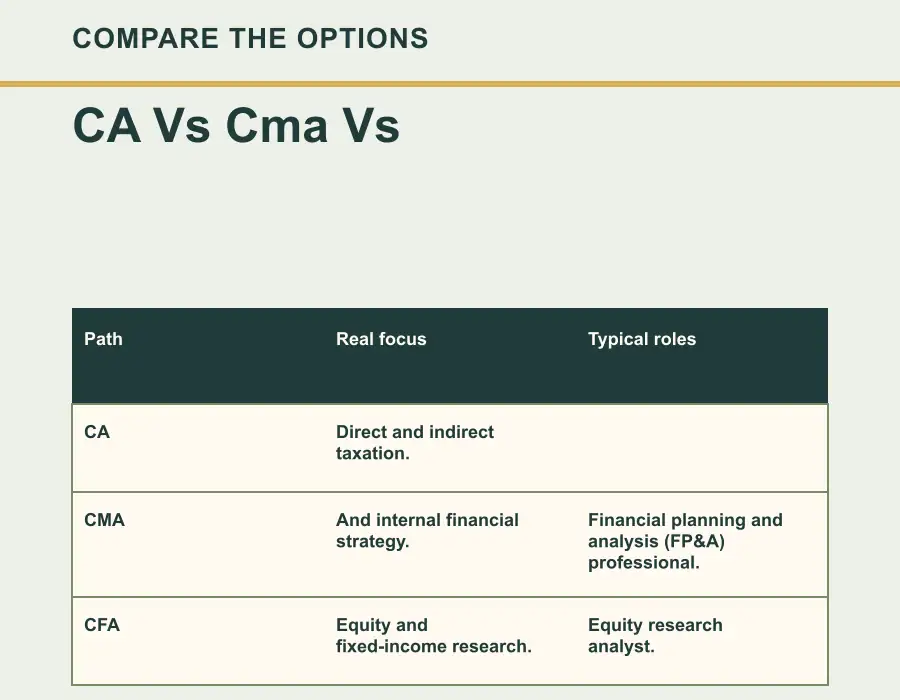 COMPARE THE OPTIONS
CA Vs Cma Vs
Path Real focus Typical roles
CA Direct and indirect
taxation.
CMA And internal financial Financial planning and
strategy. analysis (FP&A)
professional.
CFA Equity and Equity research
fixed-income research. analyst.